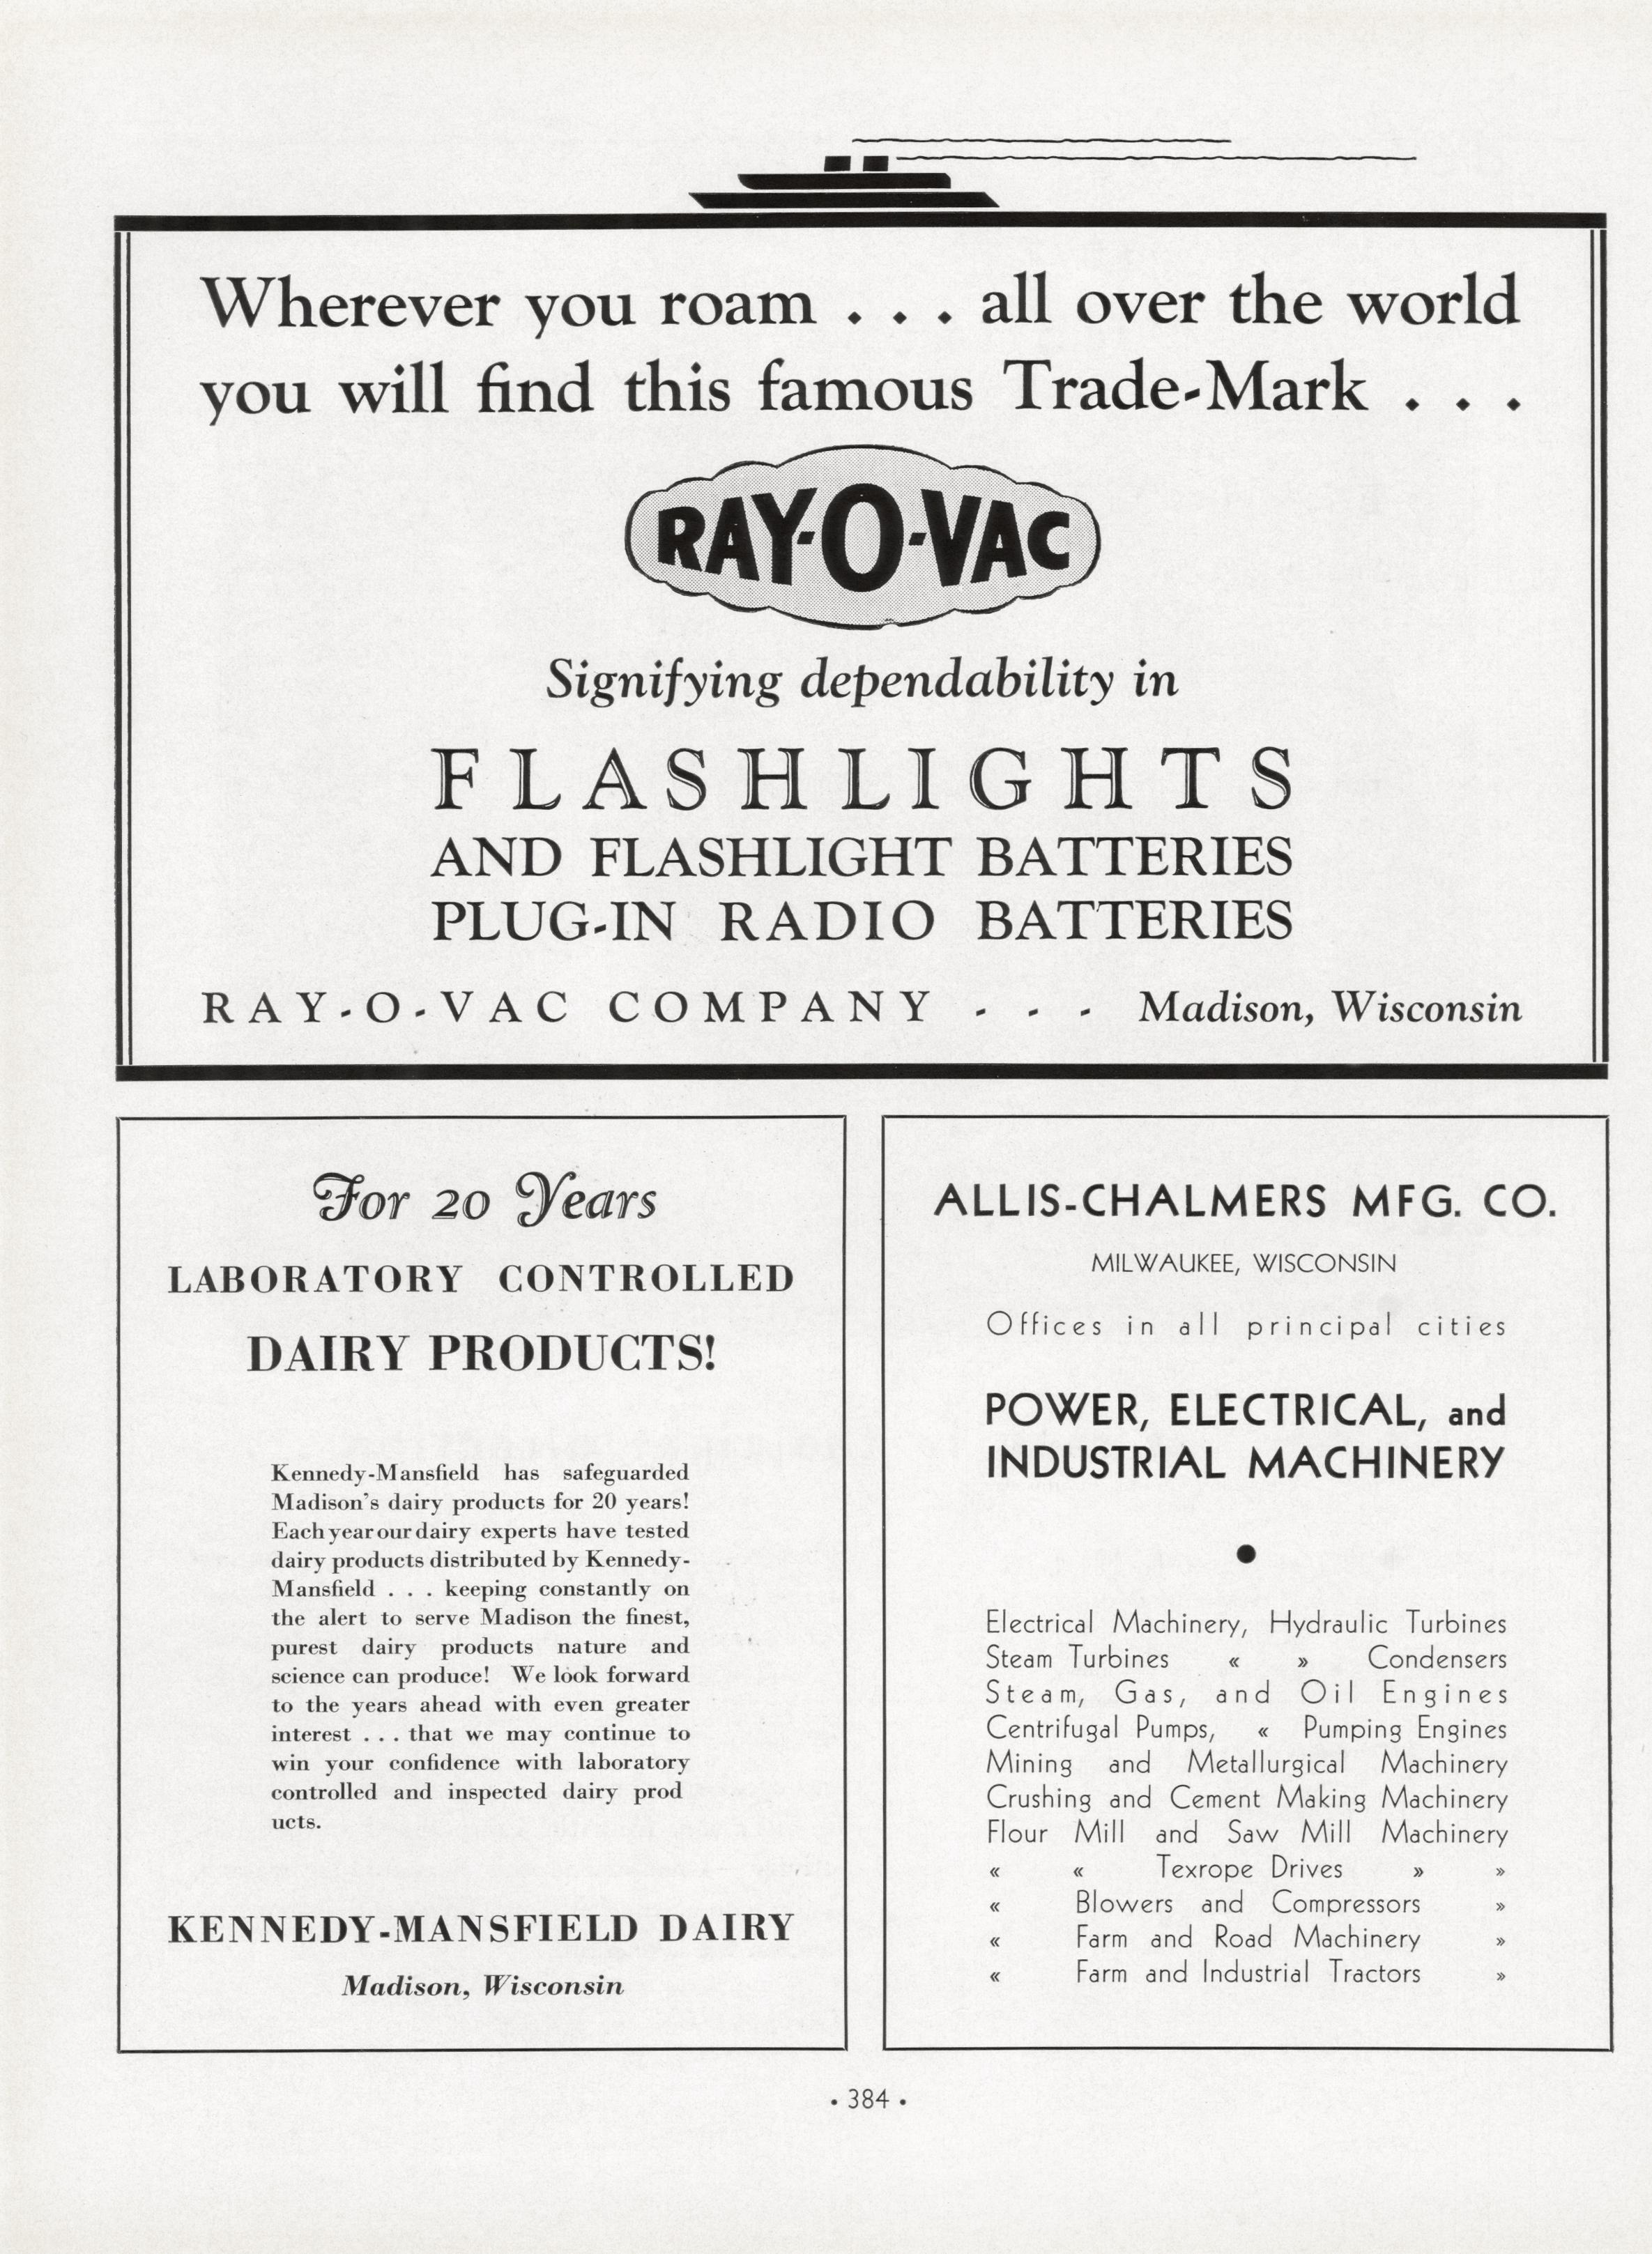 Wherever you roam . . . all over the world
you will find this famous Trade-Mark . . .
RAY-O-VAC
Signifying dependability in
FLASHLIGHTS
AND FLASHLIGHT BATTERIES
PLUG-IN RADIO BATTERIES
RAY-O-VAC COMPANY - - - Madison, Wisconsin
For 20 Years
LABORATORY CONTROLLED
DAIRY PRODUCTS!
Kennedy-Mansfield has safeguarded
Madison's dairy products for 20 years!
Each year our dairy experts have tested
dairy products distributed by Kennedy-
Mansfield . . . keeping constantly on
the alert to serve Madison the finest,
purest dairy products nature and
science can produce! We look forward
to the years ahead with even greater
interest . . . that we may continue to
win your confidence with laboratory
controlled and inspected dairy prod
ucts.
KENNEDY-MANSFIELD DAIRY
Madison, Wisconsin
ALLIS-CHALMERS MFG. CO.
MILWAUKEE, WISCONSIN
Offices in all principal cities
POWER, ELECTRICAL, and
INDUSTRIAL MACHINERY
●
Electrical Machinery, Hydraulic Turbines
Steam Turbines « » Condensers
Steam, Gas, and Oil Engines
Centrifugal Pumps, « Pumping Engines
Mining and Metallurgical Machinery
Crushing and Cement Making Machinery
Flour Mill and Saw Mill Machinery
« « Texrope Drives » »
« Blowers and Compressors »
« Farm and Road Machinery »
« Farm and Industrial Tractors »
• 384 •